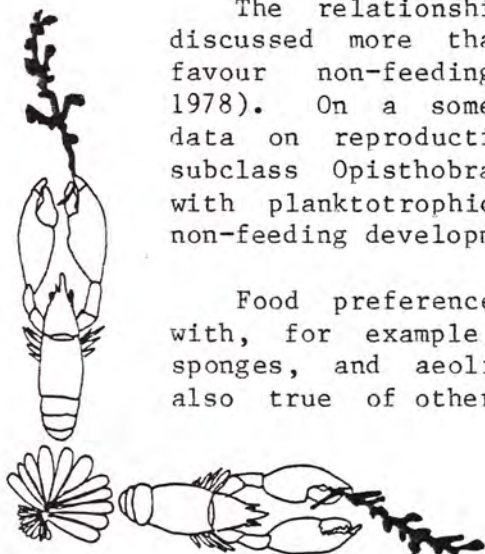 The relationshi
discussed more tha
favour non-feeding
1978). On a some
data on reproducti
subclass Opisthobra
with planktotrophic
non-feeding developm
Food preference
with, for example
sponges, and aeoli
also true of other